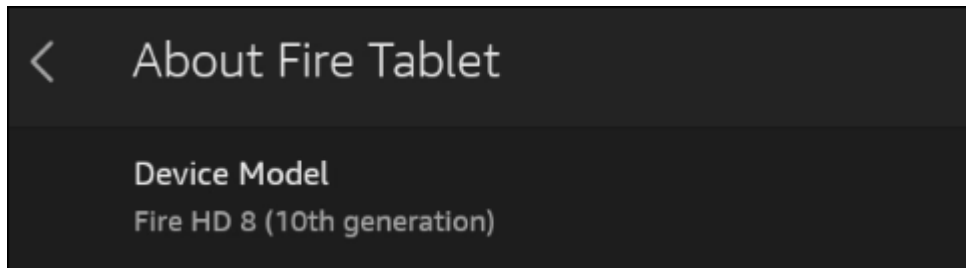 About Fire Tablet
Device Model
Fire HD 8 (10th generation)